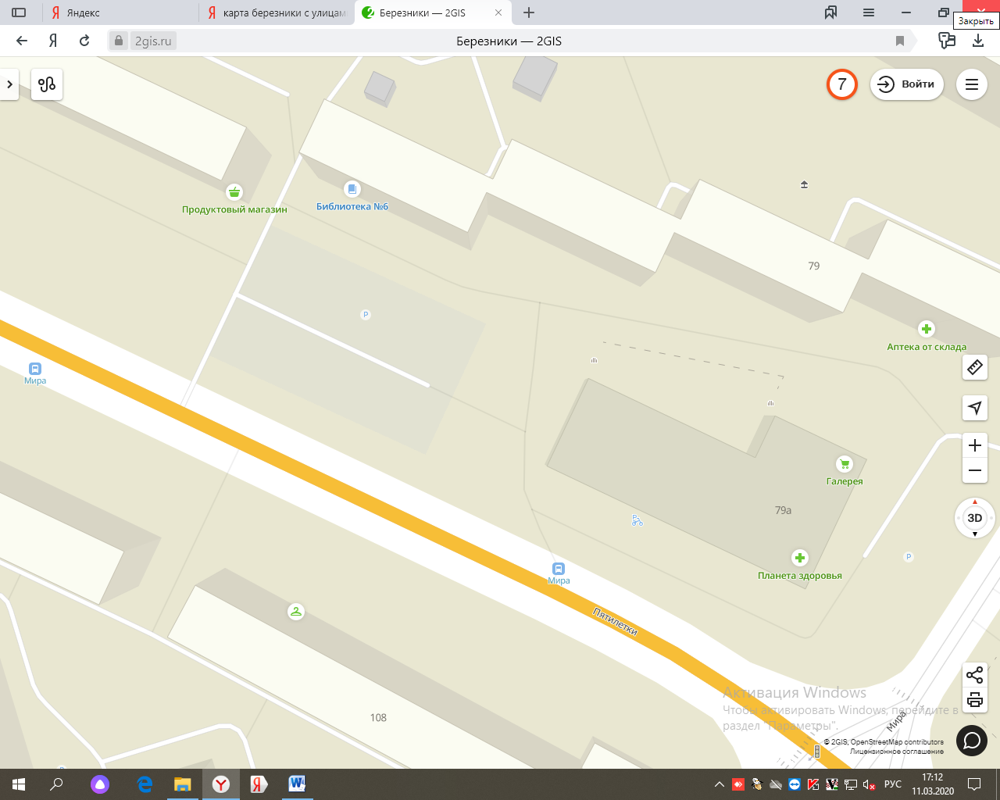 Яндекс
карта березники с улицам
Березники — 2GIS
Закрыть
Я
2gis.ru
Березники — 2GIS
7
Войти
Продуктовый магазин
Библиотека №6
79
P
Аптека от склада
Мира
Галерея
79а
3D
P
P
Мира
Планета здоровья
Пятилетки
108
Активация Windows
Чтобы активировать Windows, перейдите в
раздел "Параметры".
Мира
© 2GIS, OpenStreetMap contributors
Лицензионное соглашение
РУС
17:12
11.03.2020